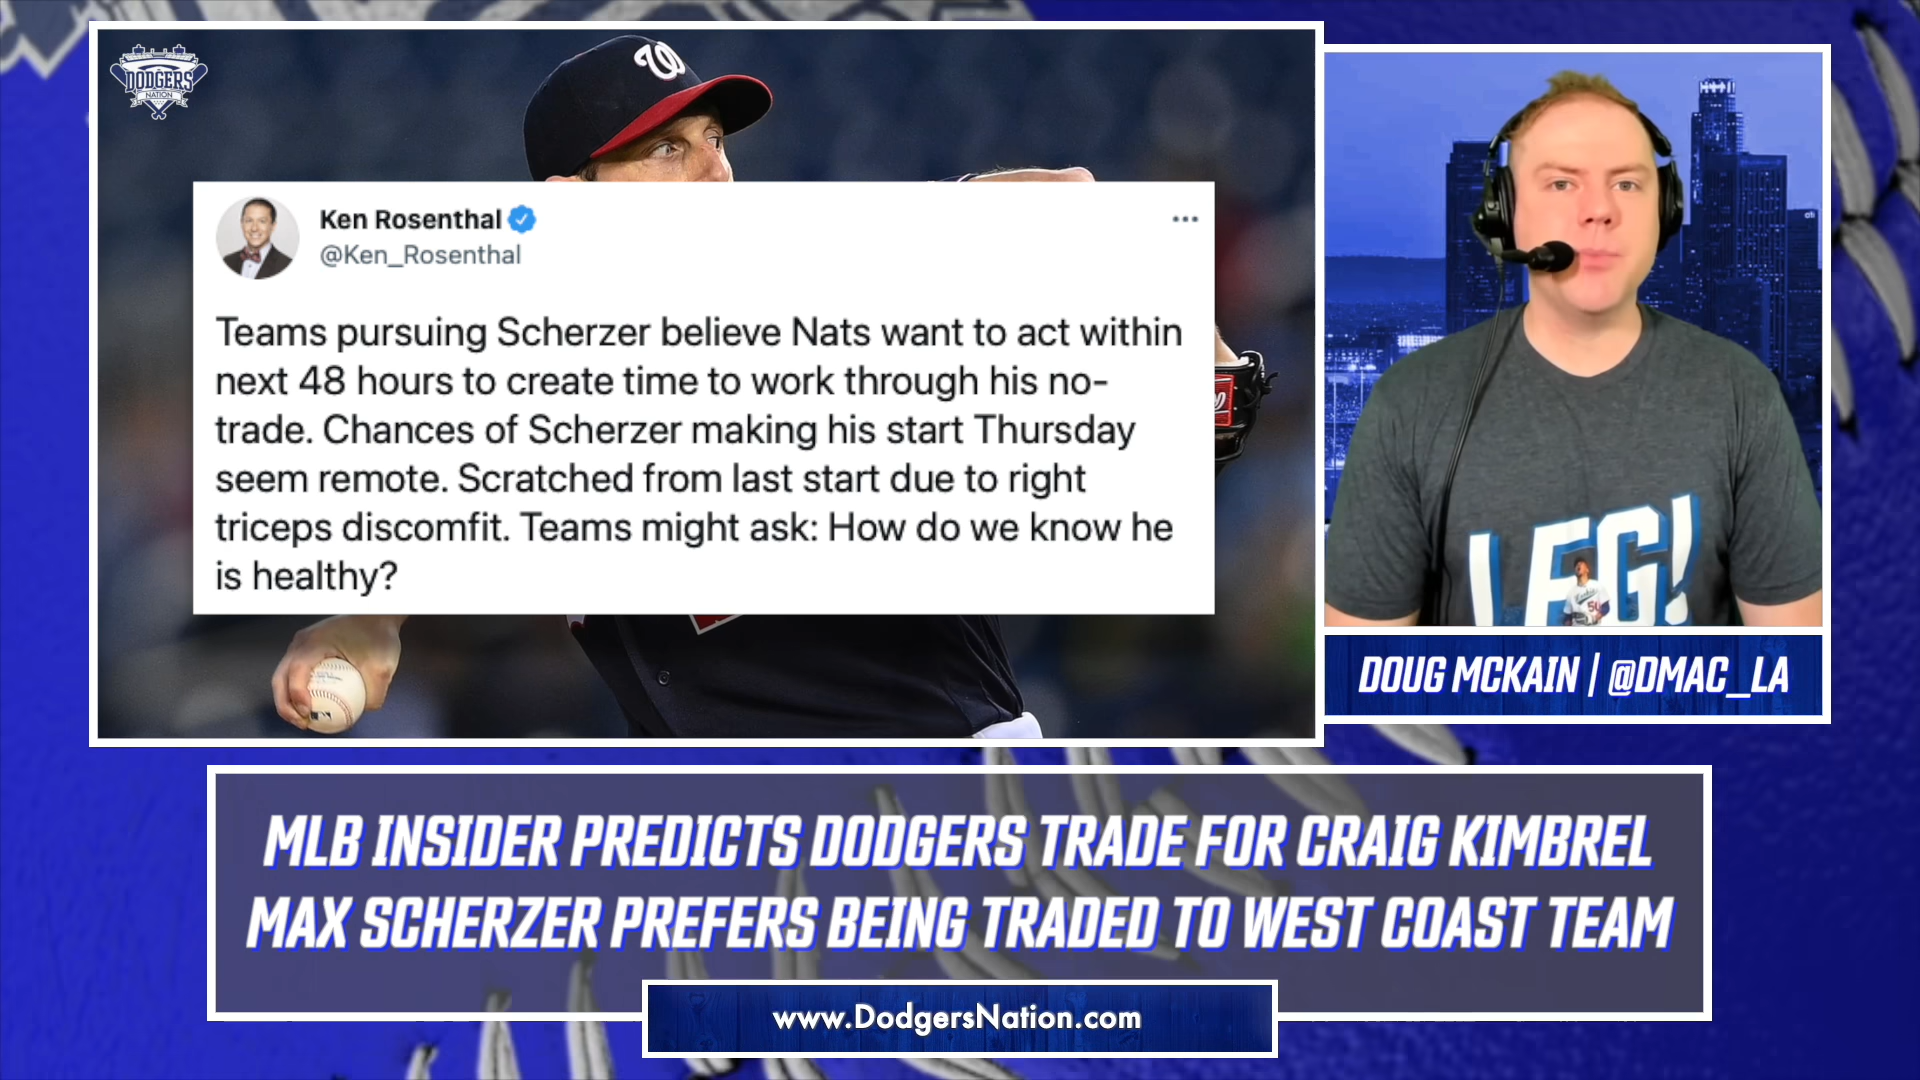 DODGERS
NATION
Ken Rosenthal
@Ken_Rosenthal
Teams pursuing Scherzer believe Nats want to act within
next 48 hours to create time to work through his no-
trade. Chances of Scherzer making his start Thursday
seem remote. Scratched from last start due to right
triceps discomfit. Teams might ask: How do we know he
is healthy?
W
citi
LFG!
50
DOUG MCKAIN | @DMAC_LA
MLB INSIDER PREDICTS DODGERS TRADE FOR CRAIG KIMBREL
MAX SCHERZER PREFERS BEING TRADED TO WEST COAST TEAM
www.DodgersNation.com